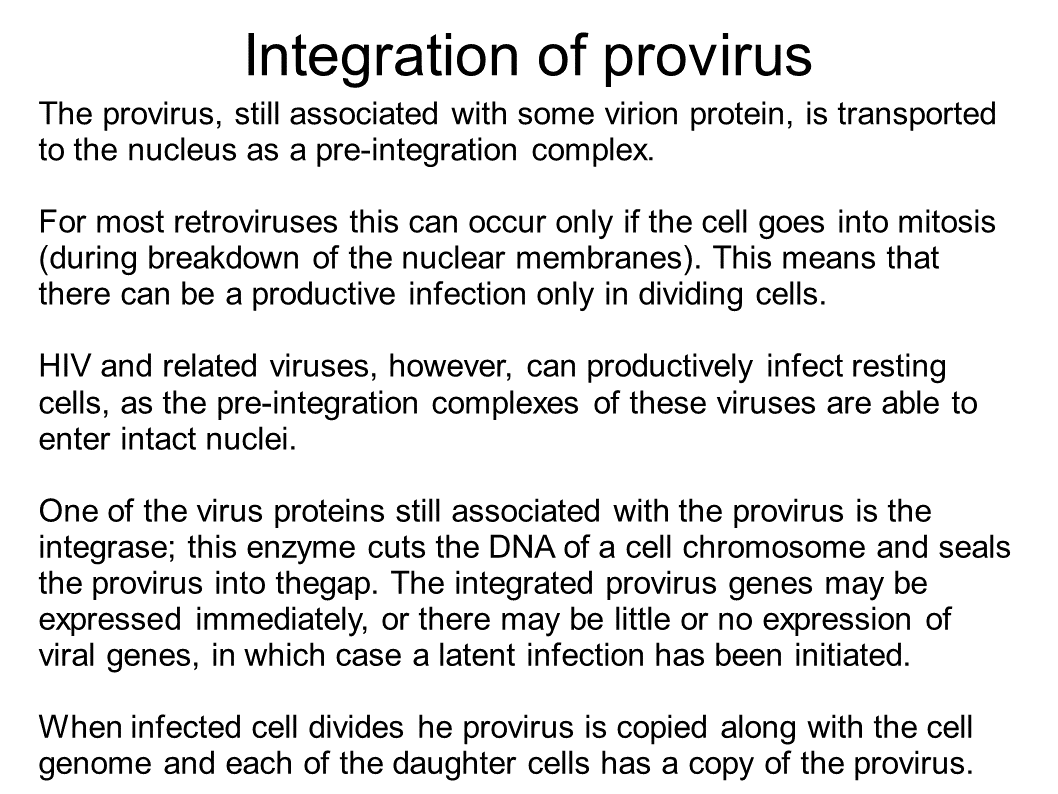 Integration of provirus
The provirus, still associated with some virion protein, is transported
to the nucleus as a pre-integration complex.
For most retroviruses this can occur only if the cell goes into mitosis
(during breakdown of the nuclear membranes). This means that
there can be a productive infection only in dividing cells.
HIV and related viruses, however, can productively infect resting
cells, as the pre-integration complexes of these viruses are able to
enter intact nuclei.
One of the virus proteins still associated with the provirus is the
integrase; this enzyme cuts the DNA of a cell chromosome and seals
the provirus into thegap. The integrated provirus genes may be
expressed immediately, or there may be little or no expression of
viral genes, in which case a latent infection has been initiated.
When infected cell divides he provirus is copied along with the cell
genome and each of the daughter cells has a copy of the provirus.